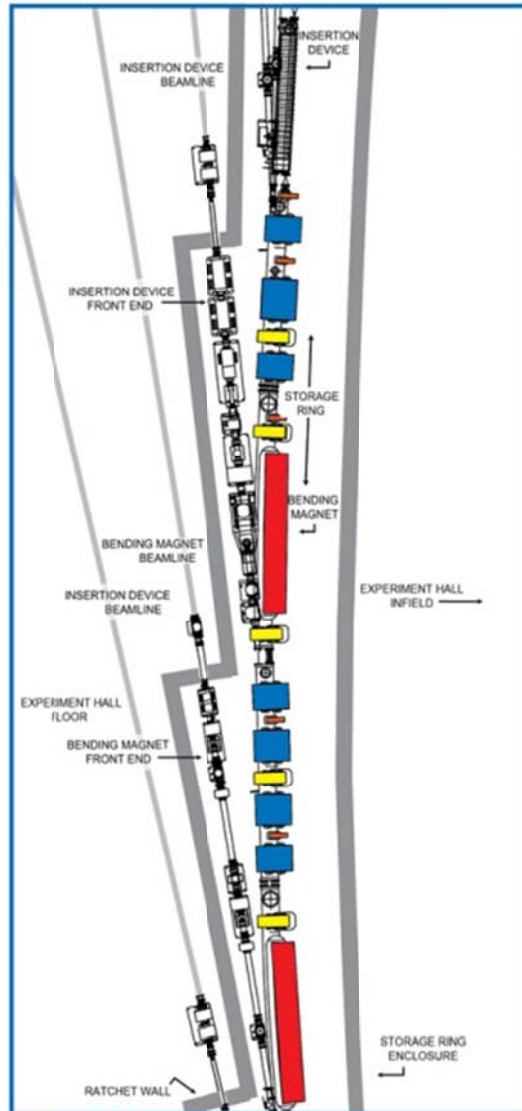 INSERTION
DEVICE
INSERTION DEVICE
BEAMLINE
INSERTION DEVICE
FRONT END
STORAGE
RING
BENDING
MAGNET
BENDING MAGNET
BEAMLINE
INSERTION DEVICE
BEAMLINE
EXPERIMENT HALL
INFIELD
EXPERIMENT HALL
FLOOR
BENDING MAGNET
FRONT END
STORAGE RING
ENCLOSURE
RATCHET WALL